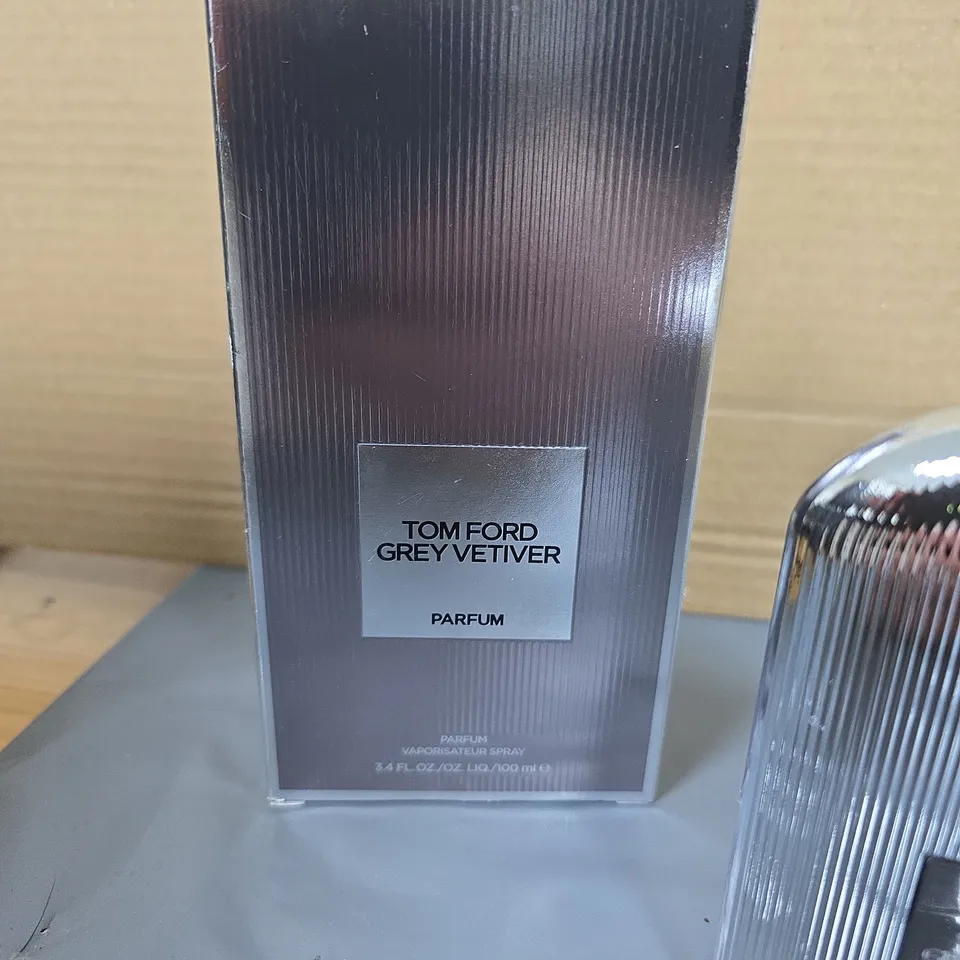 TOM FORD
GREY VETIVER
PARFUM
PARFUM
VAPORISATEUR SPRAY
3.4 FL.OZ./OZ. LIQ./100 ml ℮